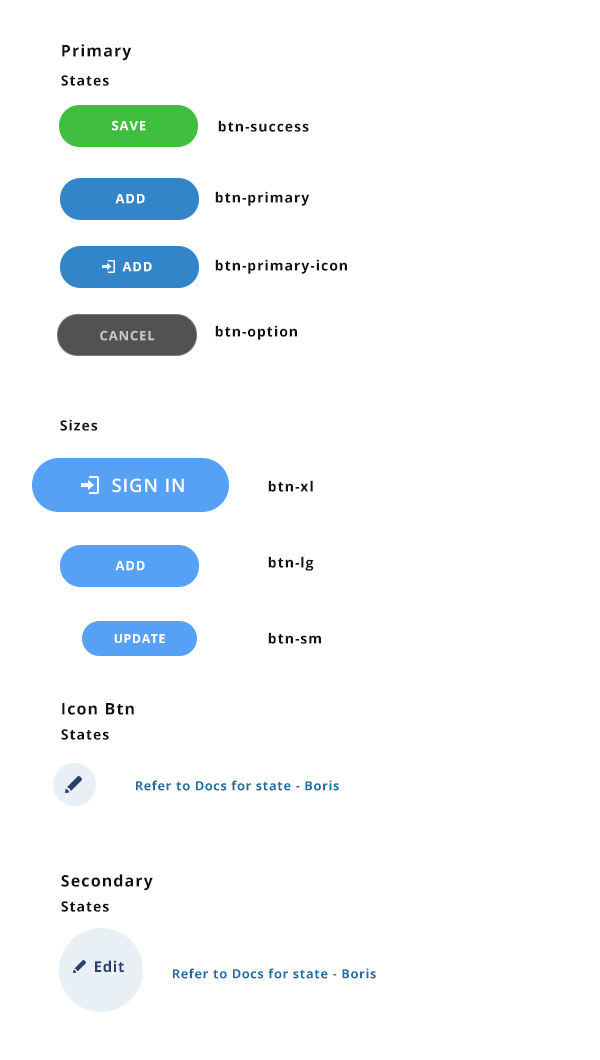 Primary
States
SAVE btn-success
ADD btn-primary
ADD btn-primary-icon
CANCEL btn-option
Sizes
SIGN IN btn-xl
ADD btn-lg
UPDATE btn-sm
Icon Btn
States
Refer to Docs for state - Boris
Secondary
States
Edit Refer to Docs for state - Boris